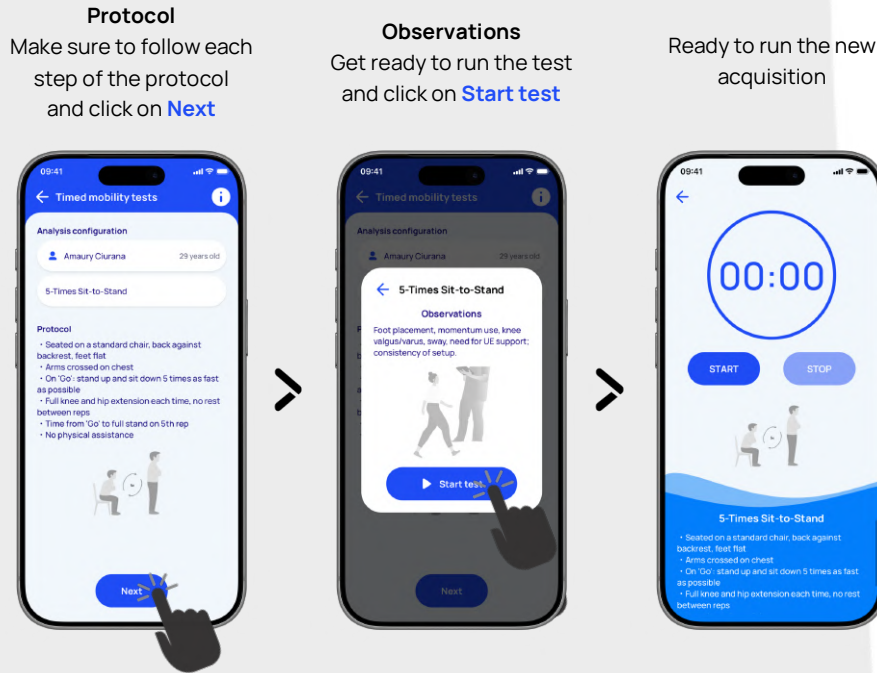 Protocol
Make sure to follow each
step of the protocol
and click on Next
Observations
Get ready to run the test
and click on Start test
Ready to run the new
acquisition
09:41
Timed mobility tests
Analysis configuration
Amaury Ciurana 29 years old
5-Times Sit-to-Stand
Protocol
• Seated on a standard chair, back against
backrest, feet flat
• Arms crossed on chest
• On 'Go': stand up and sit down 5 times as fast
as possible
• Full knee and hip extension each time, no rest
between reps
• Time from 'Go' to full stand on 5th rep
• No physical assistance
Next
09:41
Timed mobility tests
Analysis configuration
Amaury Ciurana 29 years old
5-Times Sit-to-Stand
Observations
Foot placement, momentum use, knee
valgus/varus, sway, need for UE support;
consistency of setup.
Start test
Next
09:41
00:00
START STOP
5-Times Sit-to-Stand
• Seated on a standard chair, back against
backrest, feet flat
• Arms crossed on chest
• On 'Go': stand up and sit down 5 times as fast
as possible
• Full knee and hip extension each time, no rest
between reps